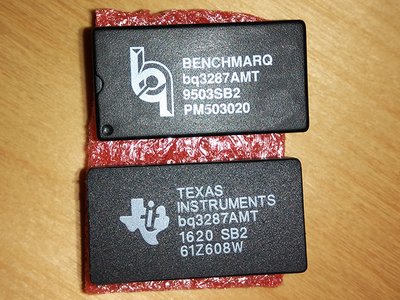 BENCHMARQ
bq3287AMT
9503SB2
PM503020
TEXAS
INSTRUMENTS
bq3287AMT
1620 SB2
61Z608W